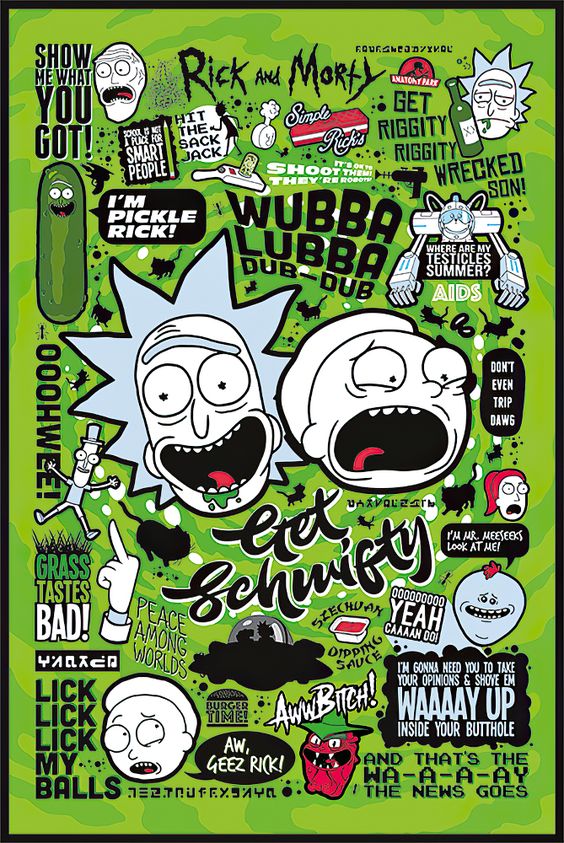 SHOW
ME WHAT
YOU
GOT!
RICK AND MORTY
ANATOMY PARK
GET
RIGGITY
RIGGITY
WRECKED
SON!
SCHOOL IS NOT
A PLACE FOR
SMART
PEOPLE
HIT
THE
SACK
JACK
Simple
Rick's
IT'S OK TO
SHOOT THEM!
THEY'RE ROBOTS!
I'M
PICKLE
RICK!
WUBBA
LUBBA
DUB-DUB
WHERE ARE MY
TESTICLES
SUMMER?
AIDS
OOOHWEE!
DON'T
EVEN
TRIP
DAWG
Get
Schwifty
I'M MR. MEESEEKS
LOOK AT ME!
GRASS
TASTES
BAD!
PEACE
AMONG
WORLDS
SZECHUAN
DIPPING
SAUCE
OOOOOOOOO
YEAH
CAAAAN DO!
I'M GONNA NEED YOU TO TAKE
YOUR OPINIONS & SHOVE EM
WAAAAY UP
INSIDE YOUR BUTTHOLE
LICK
LICK
LICK
MY
BALLS
BURGER
TIME!
AW,
GEEZ RICK!
AWWBITCH!
AND THAT'S THE
WA-A-A-AY
THE NEWS GOES